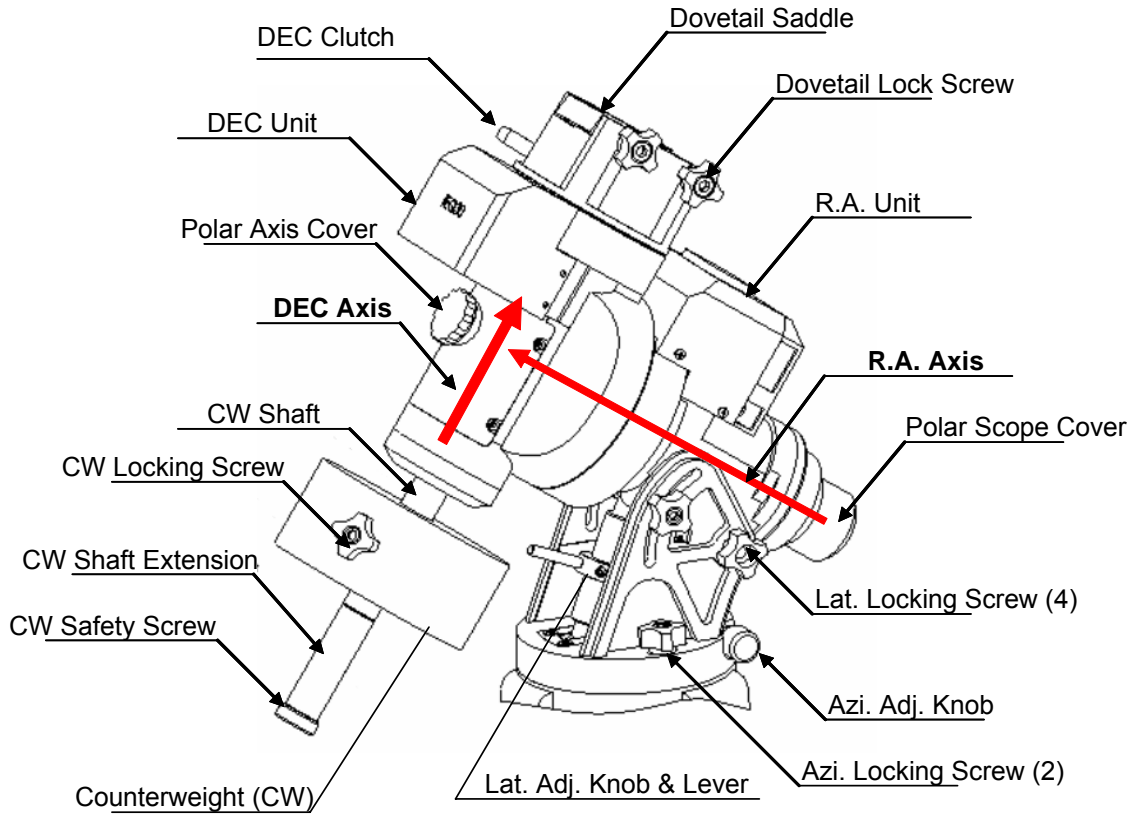 Dovetail Saddle
DEC Clutch
Dovetail Lock Screw
DEC Unit
R.A. Unit
Polar Axis Cover
DEC Axis
R.A. Axis
CW Shaft
Polar Scope Cover
CW Locking Screw
CW Shaft Extension
Lat. Locking Screw (4)
CW Safety Screw
Azi. Adj. Knob
Azi. Locking Screw (2)
Lat. Adj. Knob & Lever
Counterweight (CW)